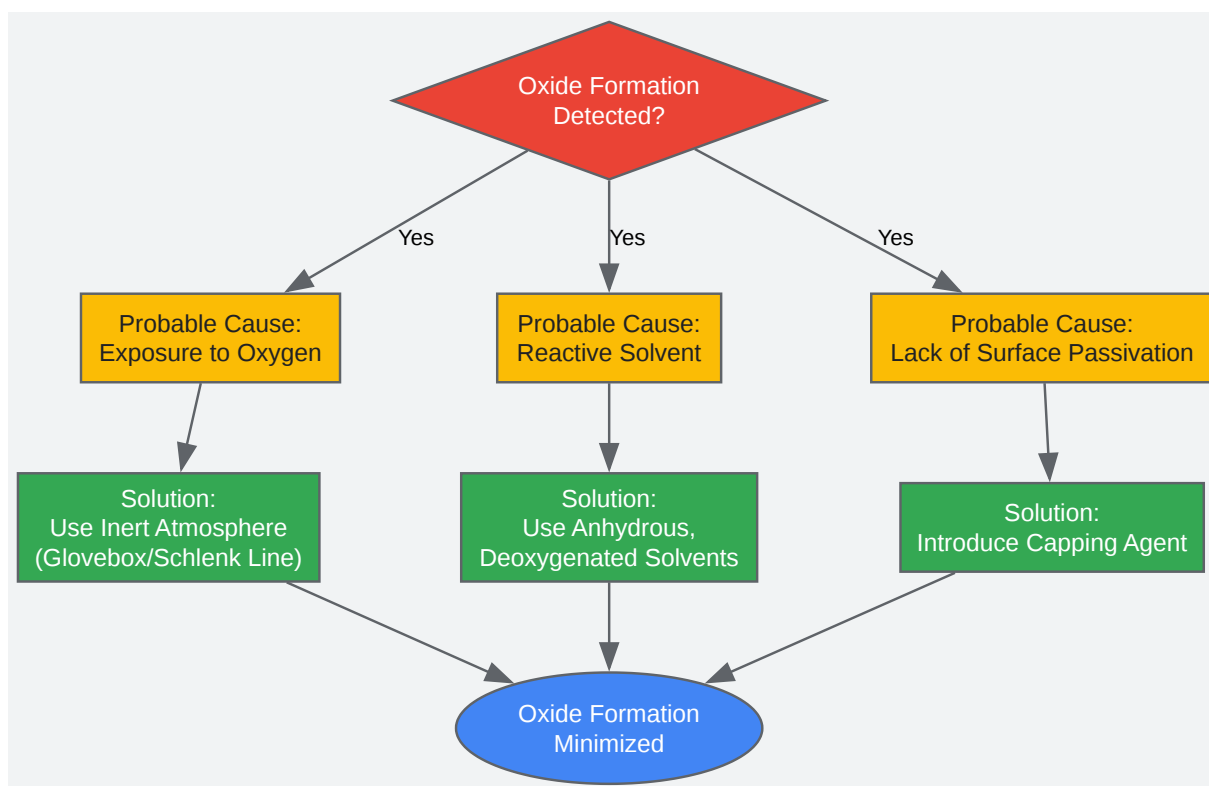 Oxide Formation
Detected?
Yes
Yes
Yes
Probable Cause:
Exposure to Oxygen
Probable Cause:
Reactive Solvent
Probable Cause:
Lack of Surface Passivation
Solution:
Use Inert Atmosphere
(Glovebox/Schlenk Line)
Solution:
Use Anhydrous,
Deoxygenated Solvents
Solution:
Introduce Capping Agent
Oxide Formation
Minimized